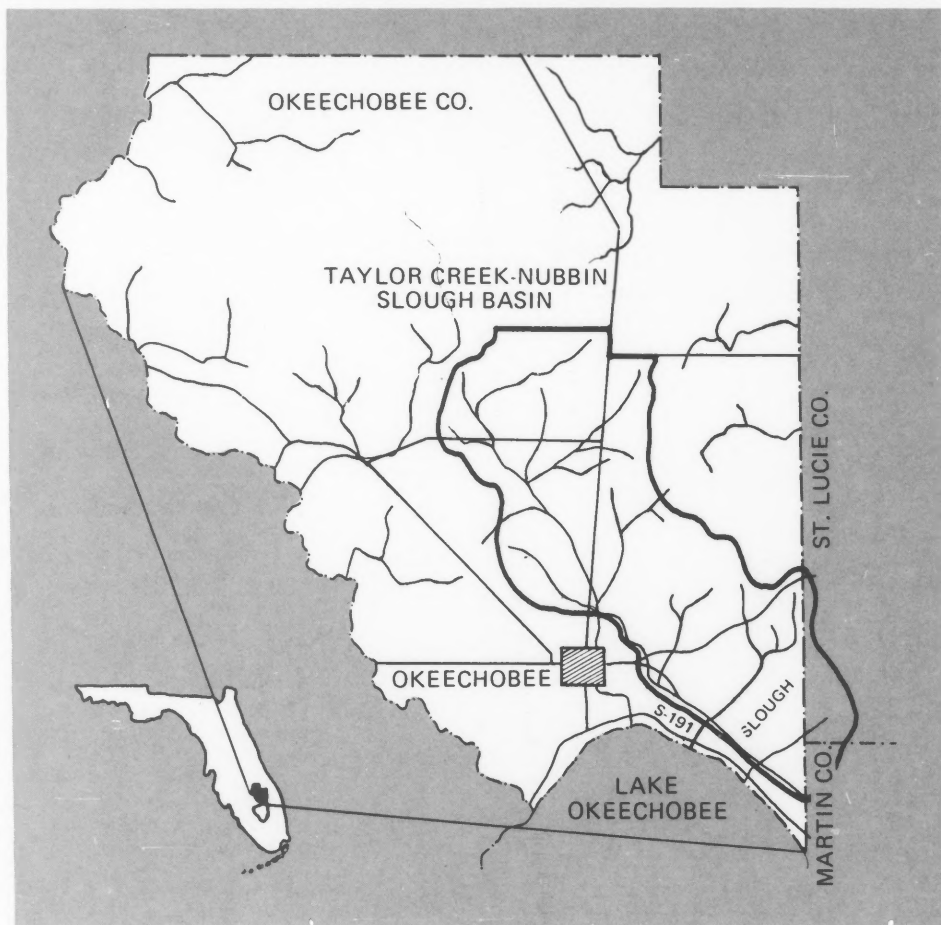 OKEECHOBEE CO.
TAYLOR CREEK-NUBBIN
SLOUGH BASIN
ST. LUCIE CO.
OKEECHOBEE
S-191
SLOUGH
LAKE
OKEECHOBEE
MARTIN CO.